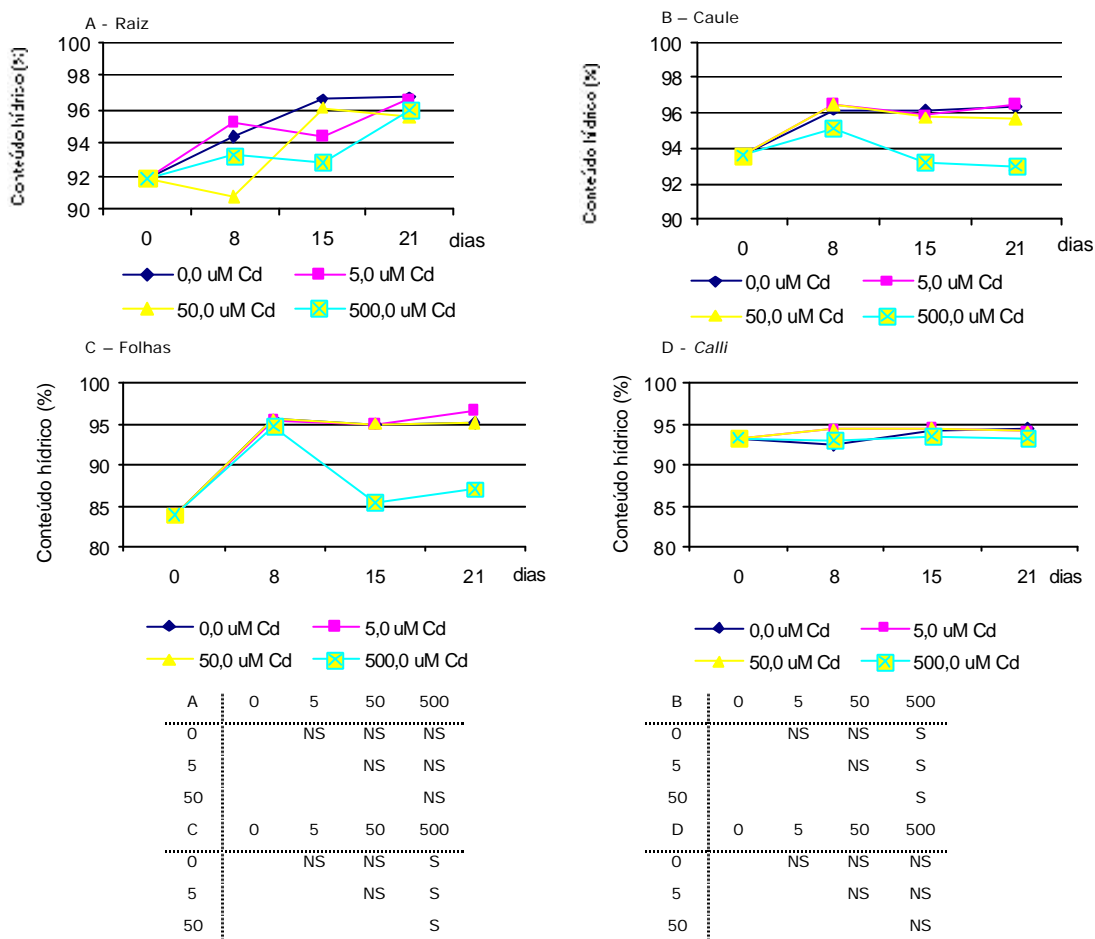 A - Raiz
Conteúdo hídrico (%)
100
98
96
94
92
90
0 8 15 21 dias
0,0 uM Cd 5,0 uM Cd
50,0 uM Cd 500,0 uM Cd
B – Caule
Conteúdo hídrico (%)
100
98
96
94
92
90
0 8 15 21 dias
0,0 uM Cd 5,0 uM Cd
50,0 uM Cd 500,0 uM Cd
C – Folhas
Conteúdo hídrico (%)
100
95
90
85
80
0 8 15 21 dias
0,0 uM Cd 5,0 uM Cd
50,0 uM Cd 500,0 uM Cd
D - Calli
Conteúdo hídrico (%)
100
95
90
85
80
0 8 15 21 dias
0,0 uM Cd 5,0 uM Cd
50,0 uM Cd 500,0 uM Cd
A 0 5 50 500
0 NS NS NS
5 NS NS
50 NS
C 0 5 50 500
0 NS NS S
5 NS S
50 S
B 0 5 50 500
0 NS NS S
5 NS S
50 S
D 0 5 50 500
0 NS NS NS
5 NS NS
50 NS